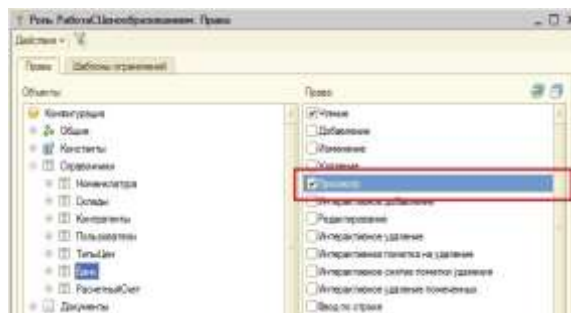 Роль РаботаСЦенообразованием: Права
Действия
Права
Шаблоны ограничений
Объекты
Права
Конфигурация
Общие
Константы
Справочники
Номенклатура
Склады
Контрагенты
Пользователи
ТипыЦен
РасчетныйСчет
Документы
Чтение
Добавление
Изменение
Удаление
Просмотр
Интерактивное добавление
Редактирование
Интерактивное удаление
Интерактивная пометка на удаление
Интерактивное снятие пометки удаления
Интерактивное удаление помеченных
Ввод по строке